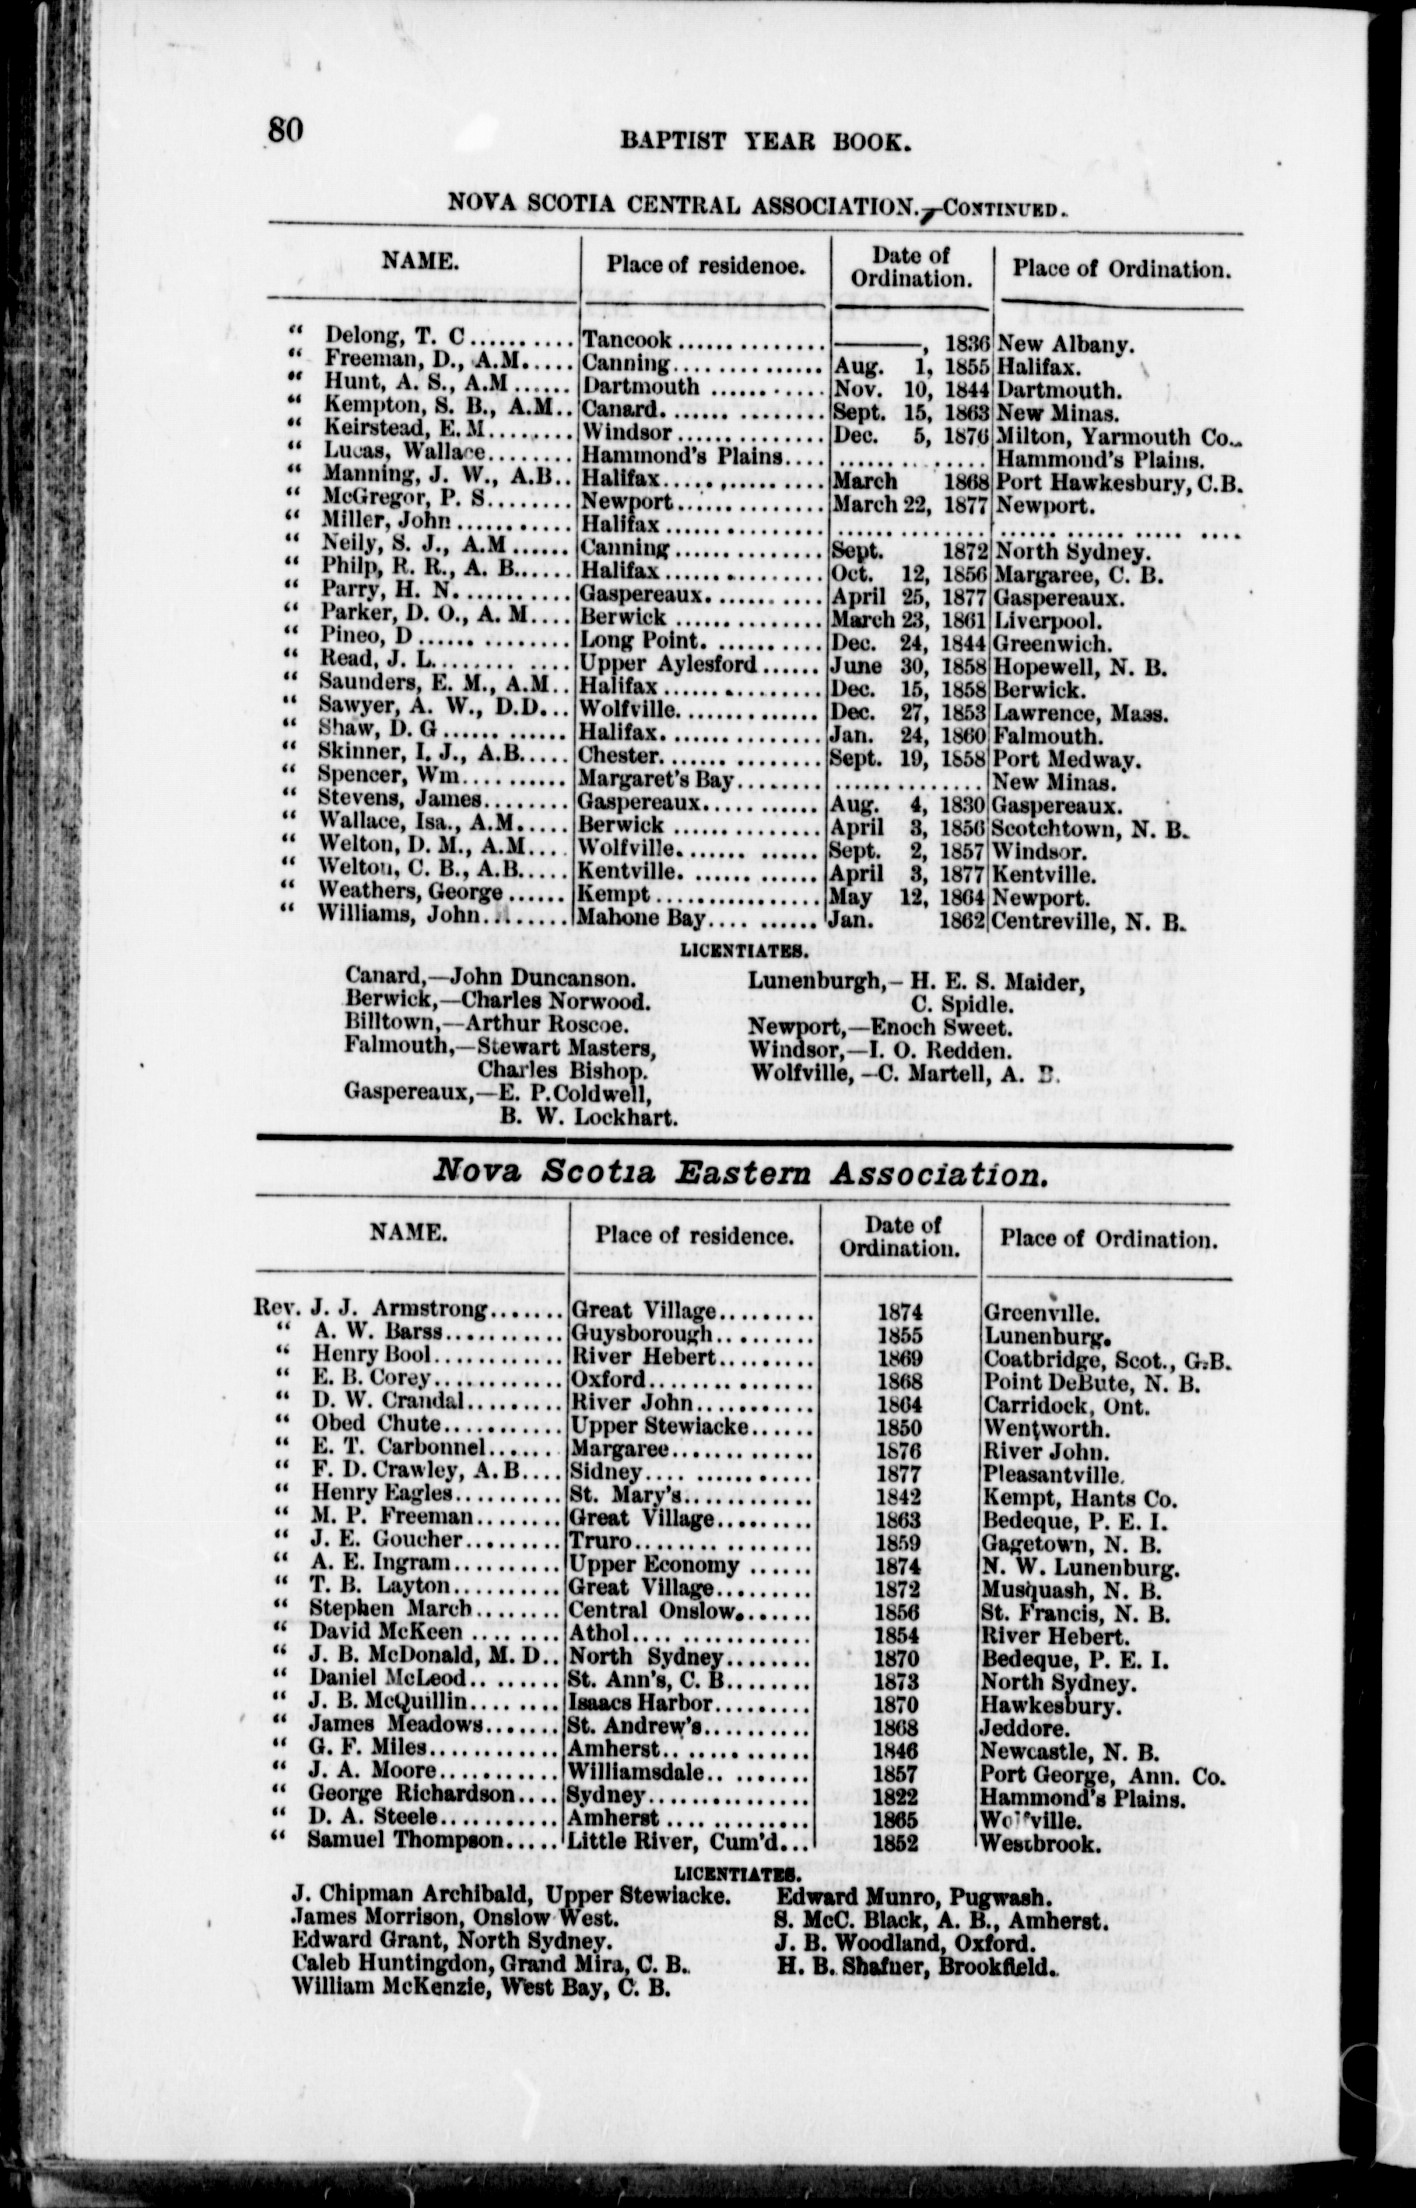 80
BAPTIST YEAR BOOK.
NOVA SCOTIA CENTRAL ASSOCIATION.—CONTINUED.
NAME. Place of residenoe. Date of Ordination. Place of Ordination.
“ Delong, T. C........... Tancook .............. ———, 1836 New Albany.
“ Freeman, D., A.M..... Canning............... Aug. 1, 1855 Halifax.
“ Hunt, A. S., A.M ...... Dartmouth ............ Nov. 10, 1844 Dartmouth.
“ Kempton, S. B., A.M.. Canard................ Sept. 15, 1863 New Minas.
“ Keirstead, E. M........ Windsor .............. Dec. 5, 1876 Milton, Yarmouth Co..
“ Lucas, Wallace........ Hammond's Plains.... ............... Hammond's Plains.
“ Manning, J. W., A.B.. Halifax............... March 1868 Port Hawkesbury, C.B.
“ McGregor, P. S........ Newport.............. March 22, 1877 Newport.
“ Miller, John ........... Halifax ............... ............... ...............
“ Neily, S. J., A.M ...... Canning............... Sept. 1872 North Sydney.
“ Philp, R. R., A. B...... Halifax................ Oct. 12, 1856 Margaree, C. B.
“ Parry, H. N........... Gaspereaux........... April 25, 1877 Gaspereaux.
“ Parker, D. O., A. M.... Berwick .............. March 23, 1861 Liverpool.
“ Pineo, D .............. Long Point. .......... Dec. 24, 1844 Greenwich.
“ Read, J. L............. Upper Aylesford...... June 30, 1858 Hopewell, N. B.
“ Saunders, E. M., A.M.. Halifax ............... Dec. 15, 1858 Berwick.
“ Sawyer, A. W., D.D... Wolfville.............. Dec. 27, 1853 Lawrence, Mass.
“ Shaw, D. G ............ Halifax................ Jan. 24, 1860 Falmouth.
“ Skinner, I. J., A.B..... Chester................ Sept. 19, 1858 Port Medway.
“ Spencer, Wm.......... Margaret's Bay........ ............... New Minas.
“ Stevens, James........ Gaspereaux........... Aug. 4, 1830 Gaspereaux.
“ Wallace, Isa., A.M..... Berwick .............. April 3, 1856 Scotchtown, N. B.
“ Welton, D. M., A.M.... Wolfville.............. Sept. 2, 1857 Windsor.
“ Welton, C. B., A.B..... Kentville. ............. April 3, 1877 Kentville.
“ Weathers, George ...... Kempt ................ May 12, 1864 Newport.
“ Williams, John........ Mahone Bay.......... Jan. 1862 Centreville, N. B.
LICENTIATES.
Canard,—John Duncanson.
Berwick,—Charles Norwood.
Billtown,—Arthur Roscoe.
Falmouth,—Stewart Masters,
Charles Bishop.
Gaspereaux,—E. P. Coldwell,
B. W. Lockhart.
Lunenburgh,– H. E. S. Maider,
C. Spidle.
Newport,—Enoch Sweet.
Windsor,—I. O. Redden.
Wolfville, –C. Martell, A. B.
Nova Scotia Eastern Association.
NAME. Place of residence. Date of Ordination. Place of Ordination.
Rev. J. J. Armstrong....... Great Village......... 1874 Greenville.
“ A. W. Barss........... Guysborough......... 1855 Lunenburg.
“ Henry Bool............ River Hebert......... 1869 Coatbridge, Scot., G.B.
“ E. B. Corey............ Oxford................ 1868 Point DeBute, N. B.
“ D. W. Crandal......... River John........... 1864 Carridock, Ont.
“ Obed Chute........... Upper Stewiacke...... 1850 Wentworth.
“ E. T. Carbonnel...... Margaree............. 1876 River John.
“ F. D. Crawley, A. B.... Sidney................ 1877 Pleasantville.
“ Henry Eagles.......... St. Mary's............ 1842 Kempt, Hants Co.
“ M. P. Freeman........ Great Village......... 1863 Bedeque, P. E. I.
“ J. E. Goucher......... Truro................. 1859 Gagetown, N. B.
“ A. E. Ingram.......... Upper Economy ...... 1874 N. W. Lunenburg.
“ T. B. Layton.......... Great Village......... 1872 Musquash, N. B.
“ Stephen March........ Central Onslow....... 1856 St. Francis, N. B.
“ David McKeen ........ Athol................. 1854 River Hebert.
“ J. B. McDonald, M. D.. North Sydney........ 1870 Bedeque, P. E. I.
“ Daniel McLeod......... St. Ann's, C. B........ 1873 North Sydney.
“ J. B. McQuillin........ Isaacs Harbor......... 1870 Hawkesbury.
“ James Meadows....... St. Andrew's.......... 1868 Jeddore.
“ G. F. Miles............ Amherst.............. 1846 Newcastle, N. B.
“ J. A. Moore........... Williamsdale......... 1857 Port George, Ann. Co.
“ George Richardson.... Sydney............... 1822 Hammond's Plains.
“ D. A. Steele........... Amherst ............. 1865 Wolfville.
“ Samuel Thompson..... Little River, Cum'd... 1852 Westbrook.
LICENTIATES.
J. Chipman Archibald, Upper Stewiacke.
James Morrison, Onslow West.
Edward Grant, North Sydney.
Caleb Huntingdon, Grand Mira, C. B.
William McKenzie, West Bay, C. B.
Edward Munro, Pugwash.
S. McC. Black, A. B., Amherst.
J. B. Woodland, Oxford.
H. B. Shafner, Brookfield.